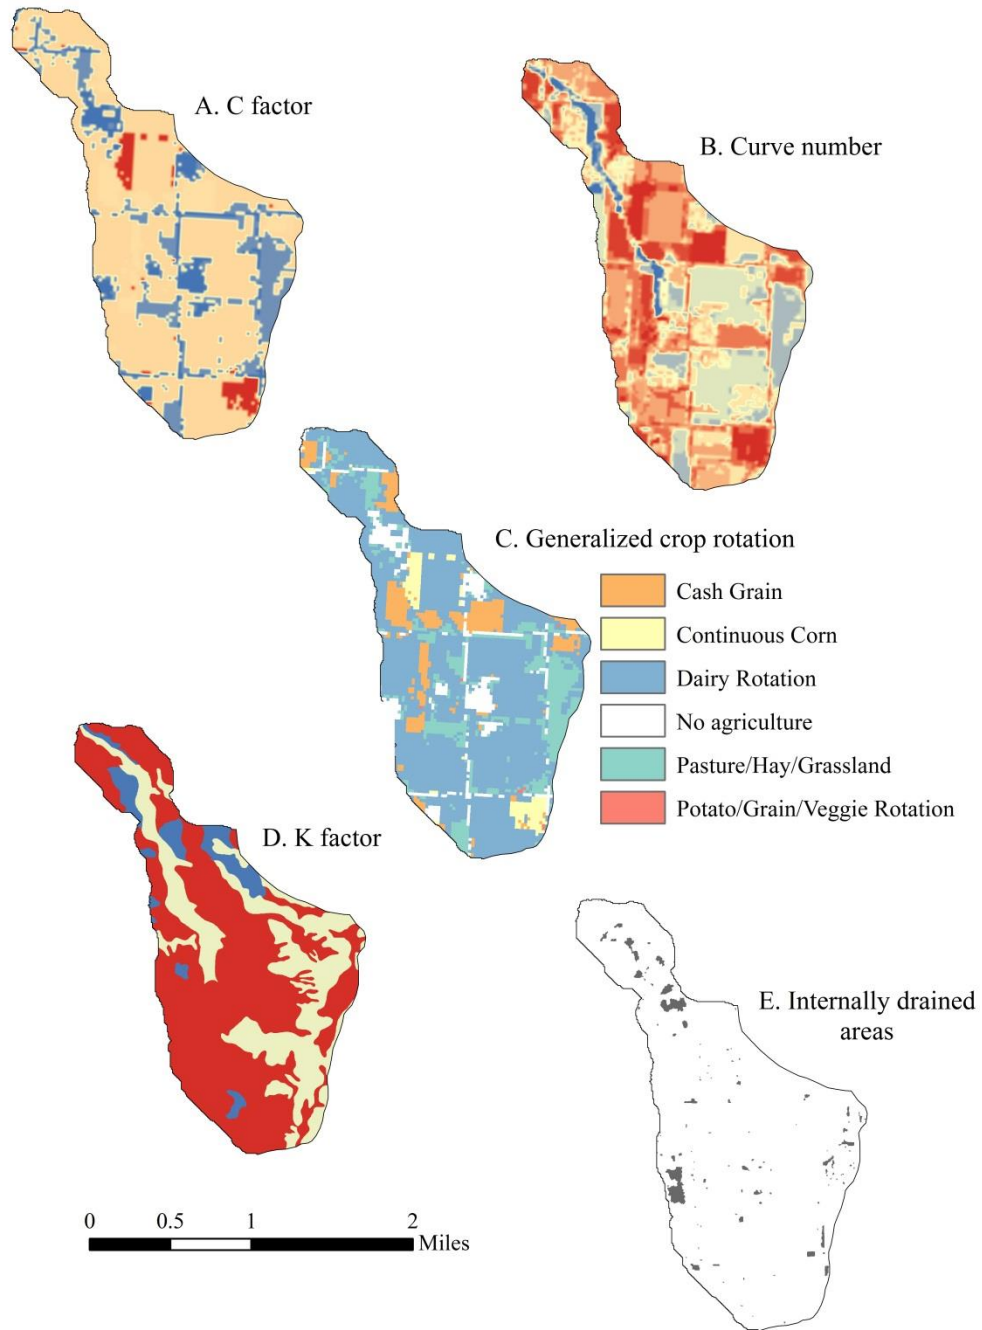 A. C factor
B. Curve number
C. Generalized crop rotation
Cash Grain
Continuous Corn
Dairy Rotation
No agriculture
Pasture/Hay/Grassland
Potato/Grain/Veggie Rotation
D. K factor
E. Internally drained
areas
0 0.5 1 2
Miles